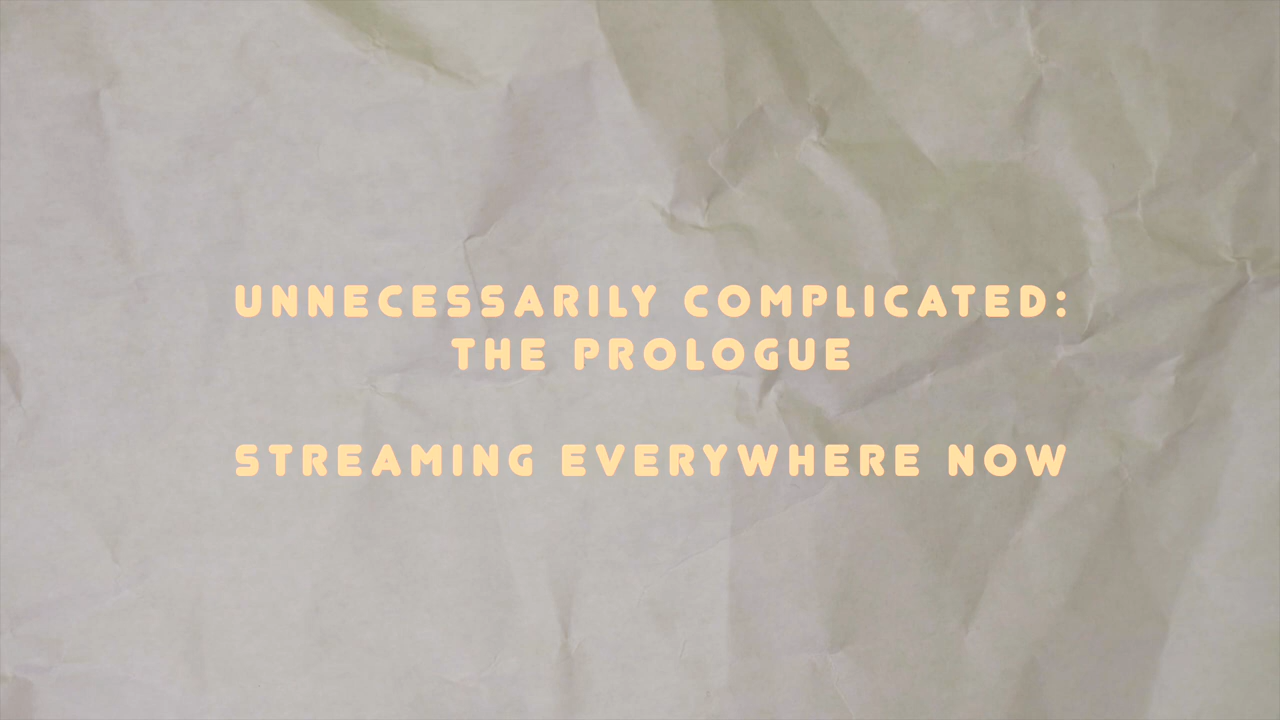 UNNECESSARILY COMPLICATED:
THE PROLOGUE
STREAMING EVERYWHERE NOW